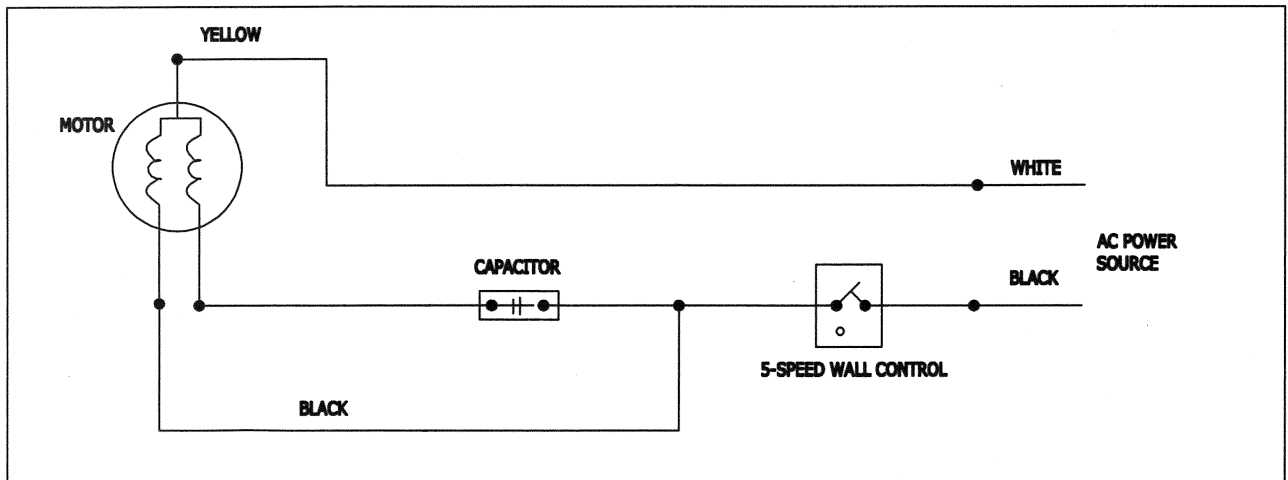 YELLOW
MOTOR
WHITE
AC POWER
SOURCE
CAPACITOR
BLACK
5-SPEED WALL CONTROL
BLACK